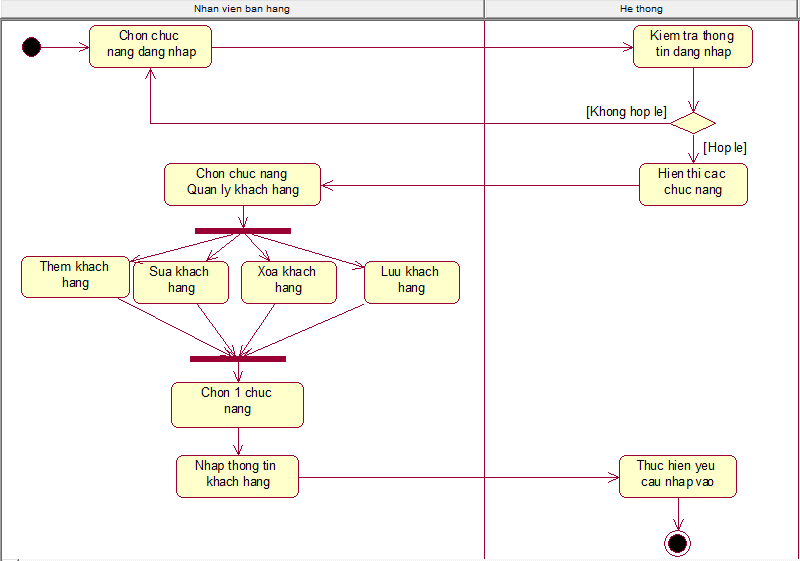 Nhan vien ban hang
He thong
Chon chuc
nang dang nhap
Kiem tra thong
tin dang nhap
[Khong hop le]
[Hop le]
Chon chuc nang
Quan ly khach hang
Hien thi cac
chuc nang
Them khach
hang
Sua khach
hang
Xoa khach
hang
Luu khach
hang
Chon 1 chuc
nang
Nhap thong tin
khach hang
Thuc hien yeu
cau nhap vao